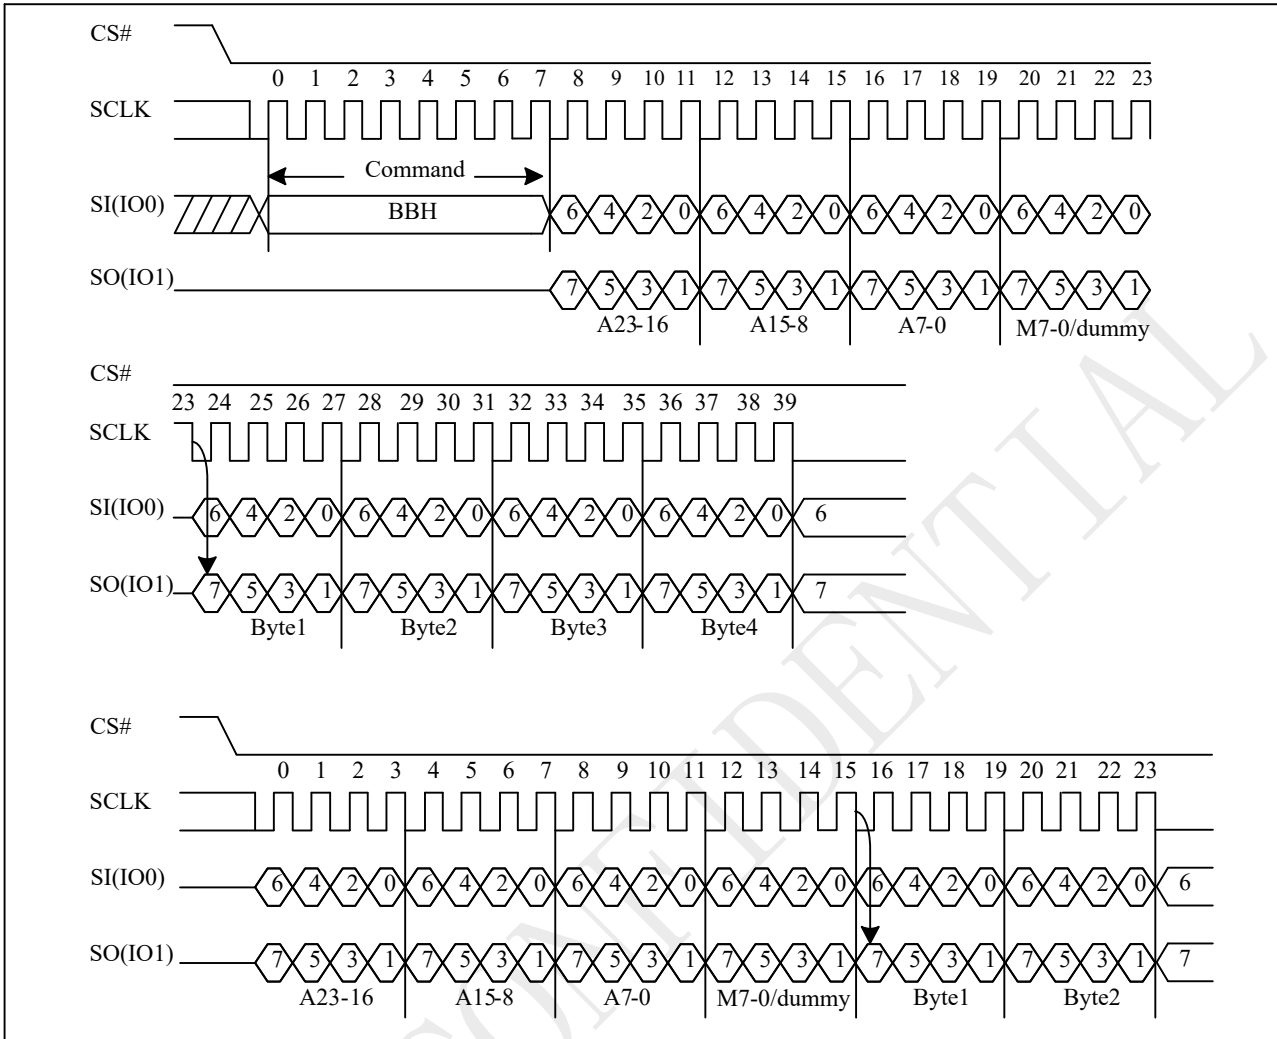 CS#
0 1 2 3 4 5 6 7 8 9 10 11 12 13 14 15 16 17 18 19 20 21 22 23
SCLK
Command
SI(IO0) BBH 6 4 2 0 6 4 2 0 6 4 2 0 6 4 2 0
SO(IO1) 7 5 3 1 7 5 3 1 7 5 3 1 7 5 3 1
A23-16 A15-8 A7-0 M7-0/dummy
CS#
23 24 25 26 27 28 29 30 31 32 33 34 35 36 37 38 39
SCLK
SI(IO0) 6 4 2 0 6 4 2 0 6 4 2 0 6 4 2 0 6
SO(IO1) 7 5 3 1 7 5 3 1 7 5 3 1 7 5 3 1 7
Byte1 Byte2 Byte3 Byte4
CS#
0 1 2 3 4 5 6 7 8 9 10 11 12 13 14 15 16 17 18 19 20 21 22 23
SCLK
SI(IO0) 6 4 2 0 6 4 2 0 6 4 2 0 6 4 2 0 6 4 2 0 6 4 2 0 6
SO(IO1) 7 5 3 1 7 5 3 1 7 5 3 1 7 5 3 1 7 5 3 1 7 5 3 1 7
A23-16 A15-8 A7-0 M7-0/dummy Byte1 Byte2
CONFIDENTIAL